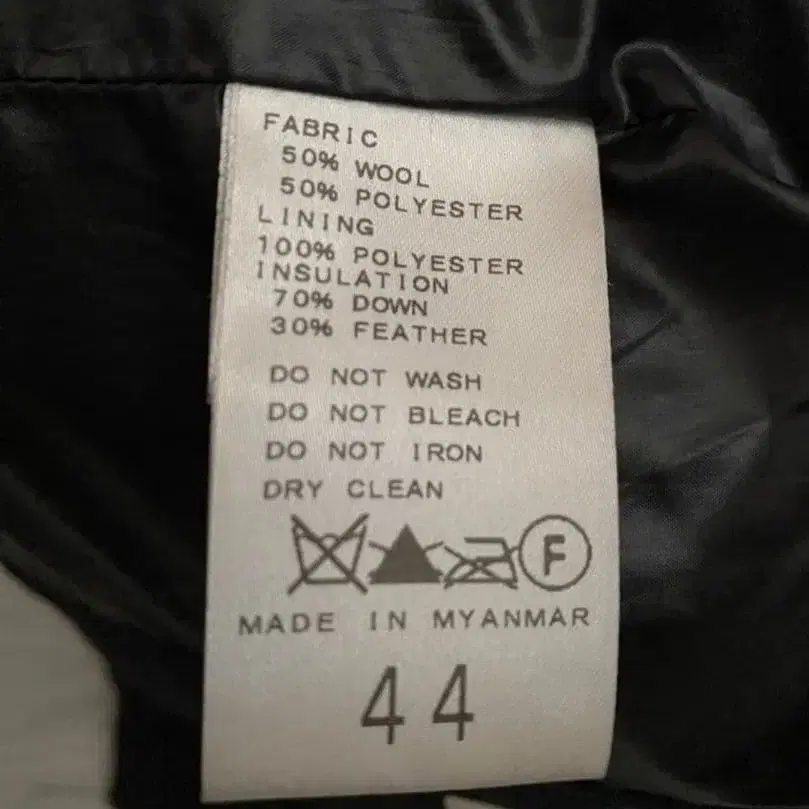 FABRIC
50% WOOL
50% POLYESTER
LINING
100% POLYESTER
INSULATION
70% DOWN
30% FEATHER
DO NOT WASH
DO NOT BLEACH
DO NOT IRON
DRY CLEAN
F
MADE IN MYANMAR
44